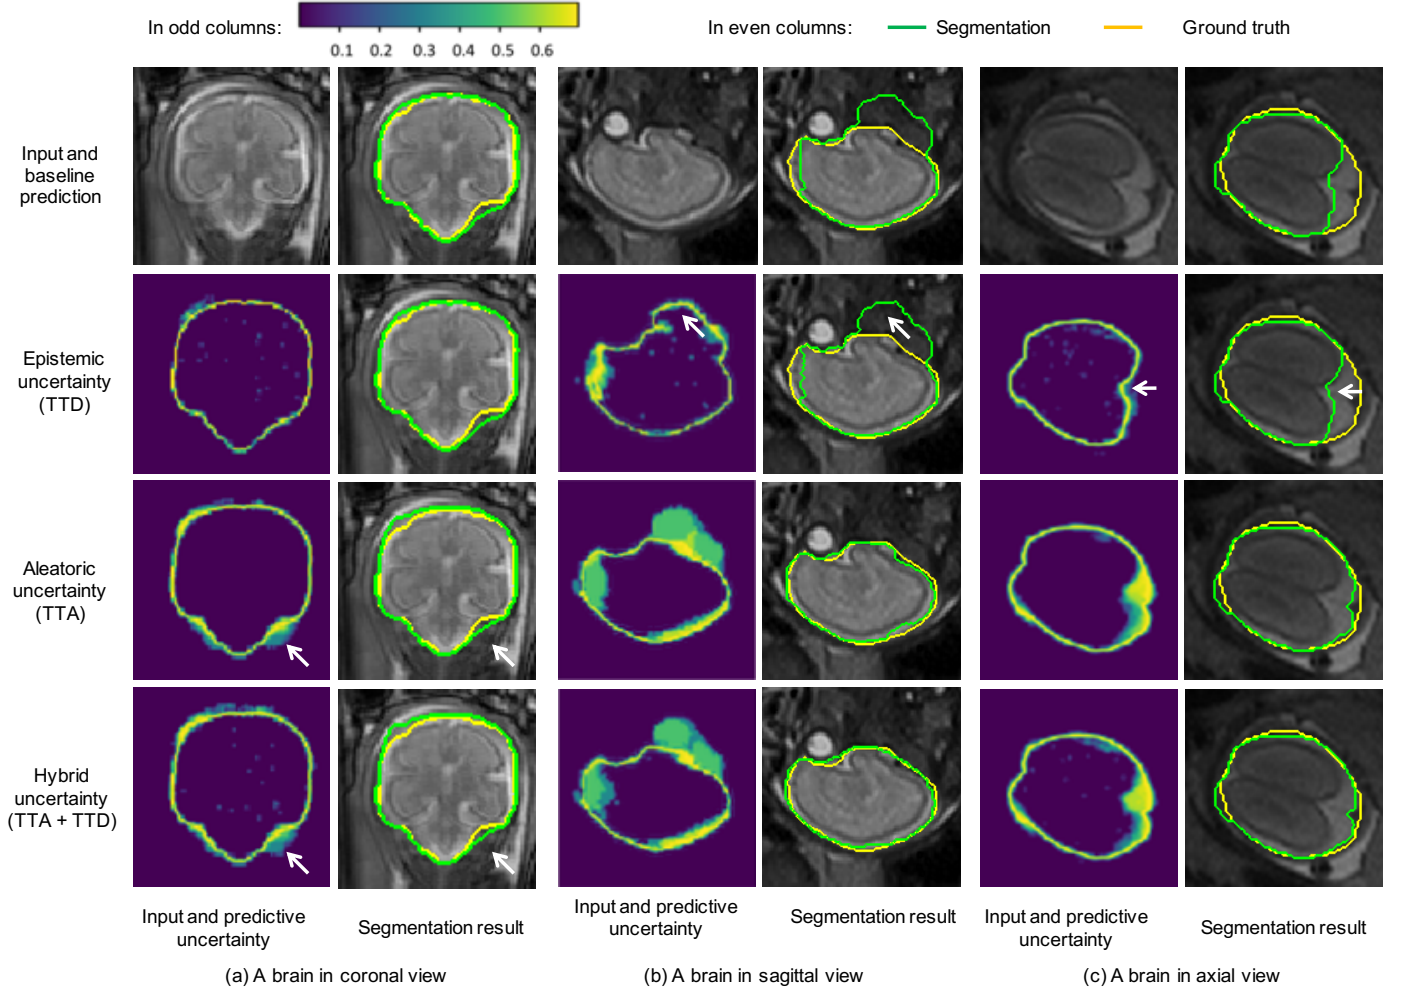 In odd columns:
0.1 0.2 0.3 0.4 0.5 0.6
In even columns:
Segmentation
Ground truth
Input and
baseline
prediction
Epistemic
uncertainty
(TTD)
Aleatoric
uncertainty
(TTA)
Hybrid
uncertainty
(TTA + TTD)
Input and predictive
uncertainty
Segmentation result
Input and predictive
uncertainty
Segmentation result
Input and predictive
uncertainty
Segmentation result
(a) A brain in coronal view
(b) A brain in sagittal view
(c) A brain in axial view